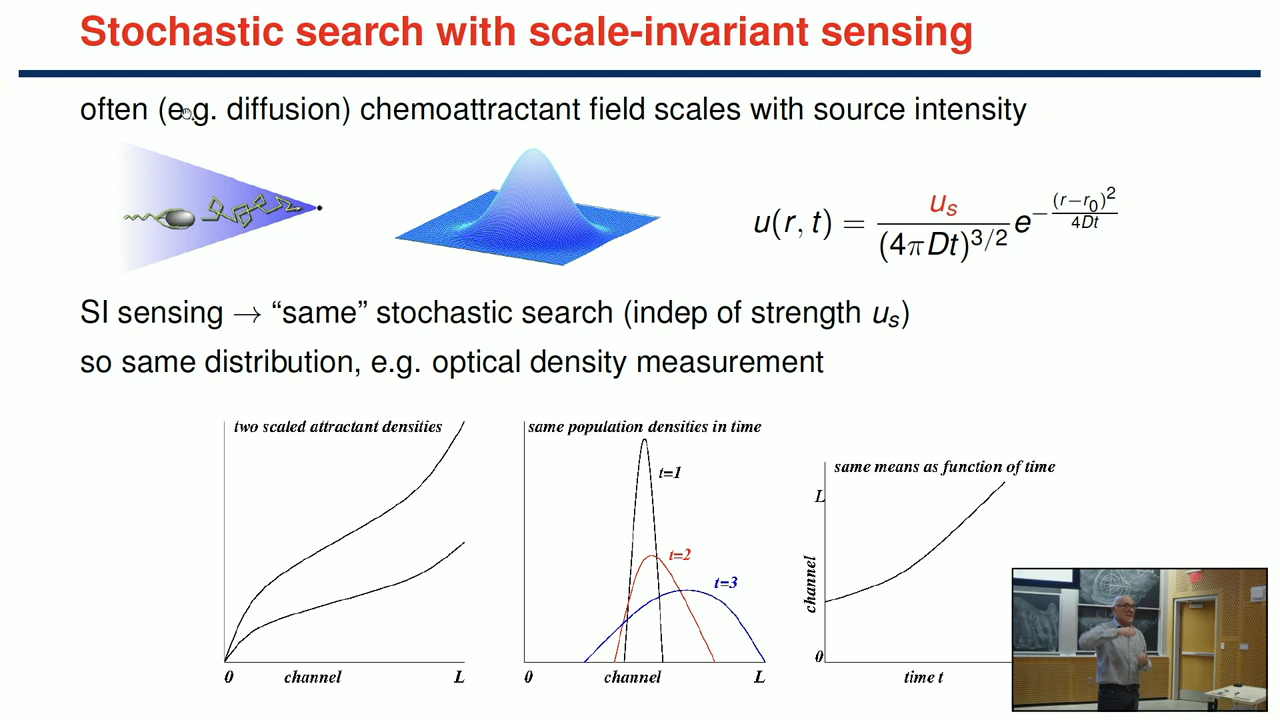 Stochastic search with scale-invariant sensing
often (e.g. diffusion) chemoattractant field scales with source intensity
u(r, t) = u_s / (4πDt)^{3/2} e^{−(r−r_0)^2 / 4Dt}
SI sensing → “same” stochastic search (indep of strength u_s)
so same distribution, e.g. optical density measurement
two scaled attractant densities
0 channel L
same population densities in time
t=1
t=2
t=3
0 channel L
same means as function of time
L
channel
0
time t